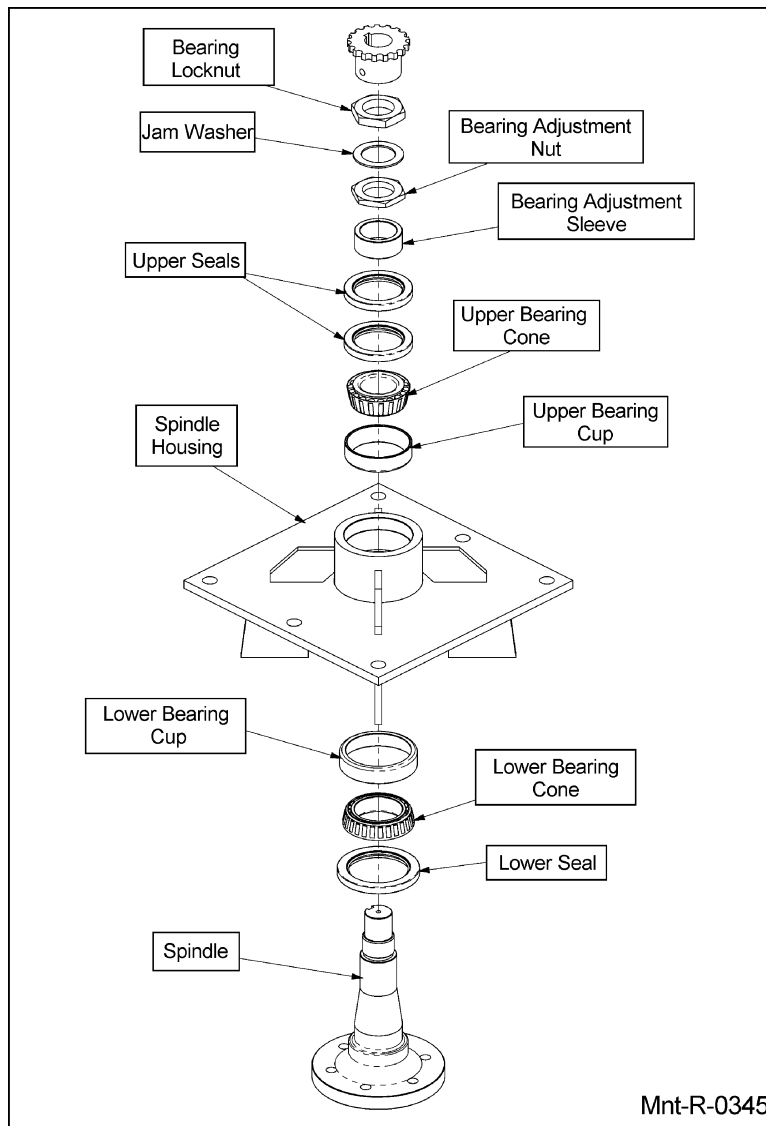 Bearing
Locknut
Jam Washer
Bearing Adjustment
Nut
Bearing Adjustment
Sleeve
Upper Seals
Upper Bearing
Cone
Upper Bearing
Cup
Spindle
Housing
Lower Bearing
Cup
Lower Bearing
Cone
Lower Seal
Spindle
Mnt-R-0345